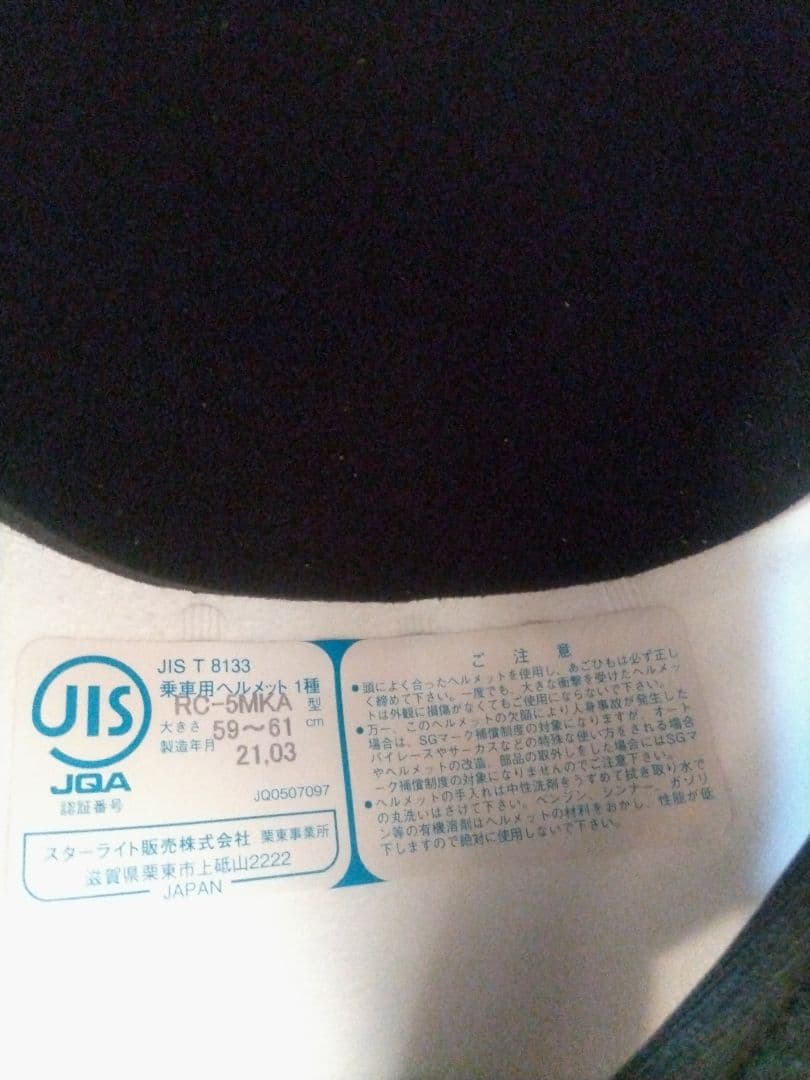 JIS
JQA
認証番号
JIS T 8133
乗車用ヘルメット 1種
RC-5MKA 型
大きさ 59〜61 cm
製造年月 21,03
JQ0507097
スターライト販売株式会社 栗東事業所
滋賀県栗東市上砥山2222
JAPAN
ご注意
●頭によく合ったヘルメットを使用し、あごひもは必ず正し
く締めて下さい。一度でも、大きな衝撃を受けたヘルメッ
トは外観に損傷がなくてもご使用にならないで下さい。
●万一、このヘルメットの欠陥により人身事故が発生した
場合は、SGマーク補償制度の対象になりますが、オート
バイレースやサーカスなどの特殊な使い方をされる場合
やヘルメットの改造、部品の取外しをした場合にはSGマ
ーク補償制度の対象になりませんのでご注意下さい。
●ヘルメットの手入れは中性洗剤をうすめて拭き取り水で
の丸洗いはさけて下さい。ベンジン、シンナー、ガソリ
ン等の有機溶剤はヘルメットの材料をおかし、性能が低
下しますので絶対に使用しないで下さい。